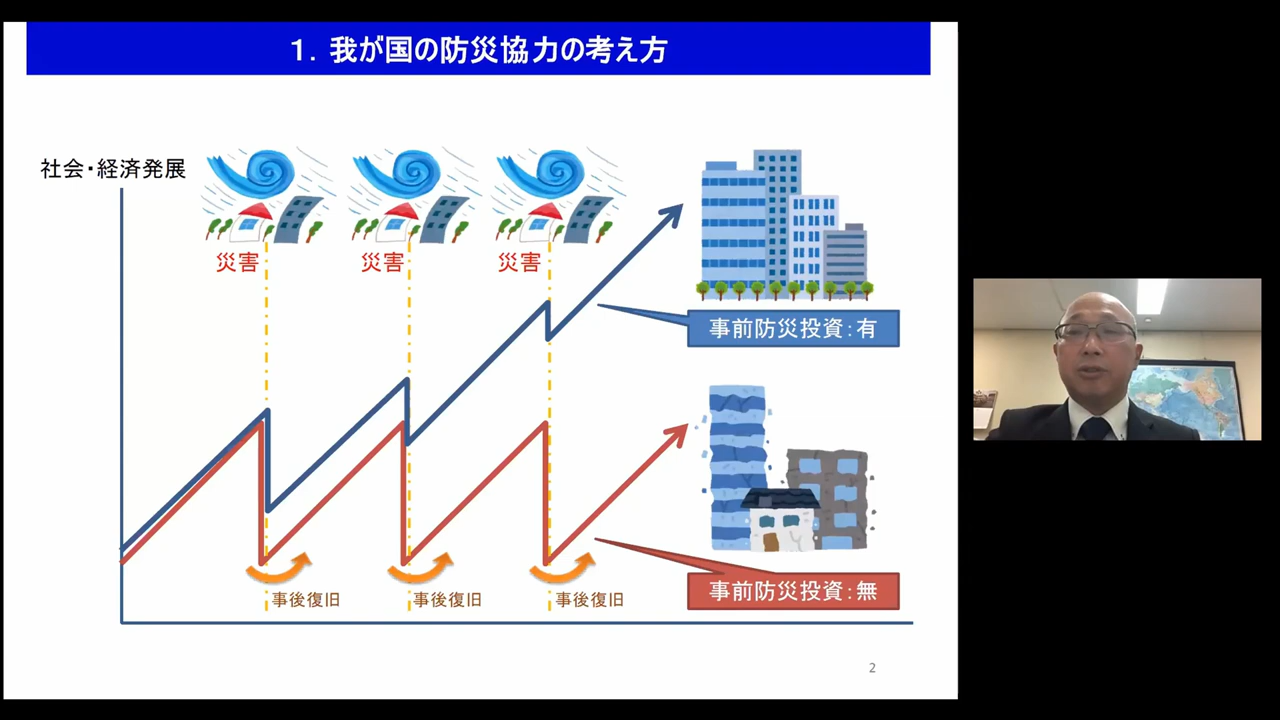 1．我が国の防災協力の考え方
社会・経済発展
災害
災害
災害
事前防災投資：有
事前防災投資：無
事後復旧
事後復旧
事後復旧
2